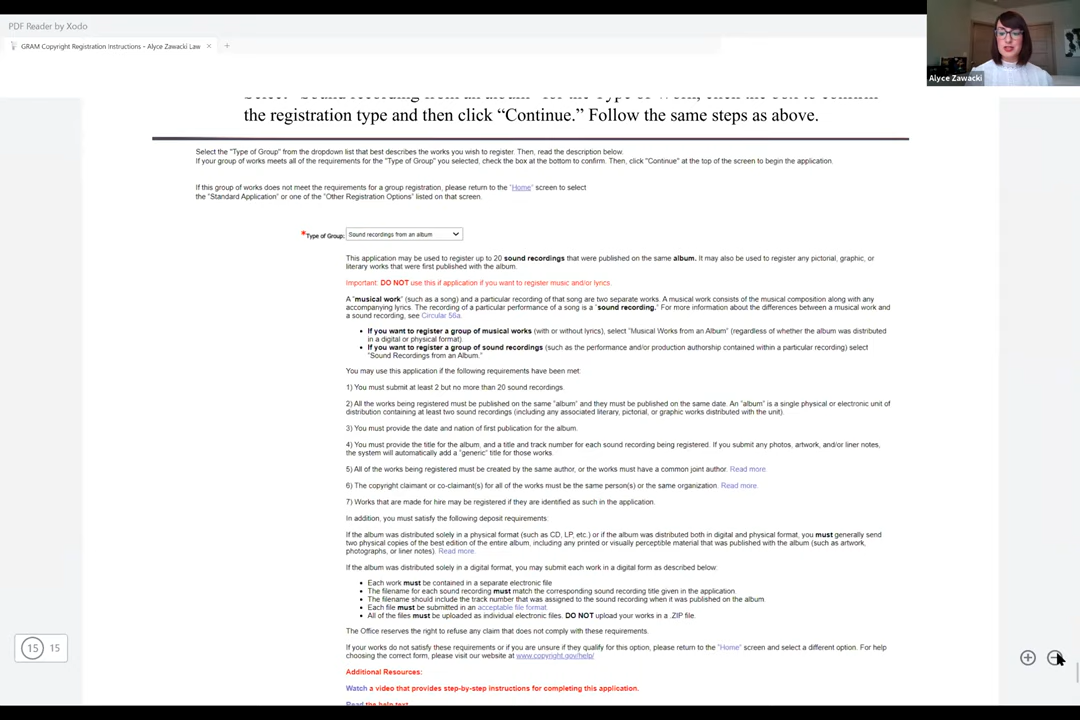 PDF Reader by Xodo
GRAM Copyright Registration Instructions - Alyce Zawacki Law × +
Alyce Zawacki
Select "Sound recording from an album" for the Type of Work, click the box to confirm
the registration type and then click “Continue.” Follow the same steps as above.
Select the "Type of Group" from the dropdown list that best describes the works you wish to register. Then, read the description below.
If your group of works meets all of the requirements for the "Type of Group" you selected, check the box at the bottom to confirm. Then, click "Continue" at the top of the screen to begin the application.
If this group of works does not meet the requirements for a group registration, please return to the "Home" screen to select
the "Standard Application" or one of the "Other Registration Options" listed on that screen.
*Type of Group: Sound recordings from an album
This application may be used to register up to 20 sound recordings that were published on the same album. It may also be used to register any pictorial, graphic, or
literary works that were first published with the album.
Important: DO NOT use this if application if you want to register music and/or lyrics.
A "musical work" (such as a song) and a particular recording of that song are two separate works. A musical work consists of the musical composition along with any
accompanying lyrics. The recording of a particular performance of a song is a "sound recording." For more information about the differences between a musical work and
a sound recording, see Circular 56a.
• If you want to register a group of musical works (with or without lyrics), select "Musical Works from an Album" (regardless of whether the album was distributed
in a digital or physical format).
• If you want to register a group of sound recordings (such as the performance and/or production authorship contained within a particular recording) select
"Sound Recordings from an Album."
You may use this application if the following requirements have been met:
1) You must submit at least 2 but no more than 20 sound recordings.
2) All the works being registered must be published on the same "album" and they must be published on the same date. An "album" is a single physical or electronic unit of
distribution containing at least two sound recordings (including any associated literary, pictorial, or graphic works distributed with the unit).
3) You must provide the date and nation of first publication for the album.
4) You must provide the title for the album, and a title and track number for each sound recording being registered. If you submit any photos, artwork, and/or liner notes,
the system will automatically add a "generic" title for those works.
5) All of the works being registered must be created by the same author, or the works must have a common joint author. Read more.
6) The copyright claimant or co-claimant(s) for all of the works must be the same person(s) or the same organization. Read more.
7) Works that are made for hire may be registered if they are identified as such in the application.
In addition, you must satisfy the following deposit requirements:
If the album was distributed solely in a physical format (such as CD, LP, etc.) or if the album was distributed both in digital and physical format, you must generally send
two physical copies of the best edition of the entire album, including any printed or visually perceptible material that was published with the album (such as artwork,
photographs, or liner notes). Read more.
If the album was distributed solely in a digital format, you may submit each work in a digital form as described below:
• Each work must be contained in a separate electronic file
• The filename for each sound recording must match the corresponding sound recording title given in the application.
• The filename should include the track number that was assigned to the sound recording when it was published on the album
• Each file must be submitted in an acceptable file format.
• All of the files must be uploaded as individual electronic files. DO NOT upload your works in a .ZIP file.
The Office reserves the right to refuse any claim that does not comply with these requirements.
If your works do not satisfy these requirements or if you are unsure if they qualify for this option, please return to the "Home" screen and select a different option. For help
choosing the correct form, please visit our website at www.copyright.gov/help/
Additional Resources:
Watch a video that provides step-by-step instructions for completing this application.
Read the help text
15 15